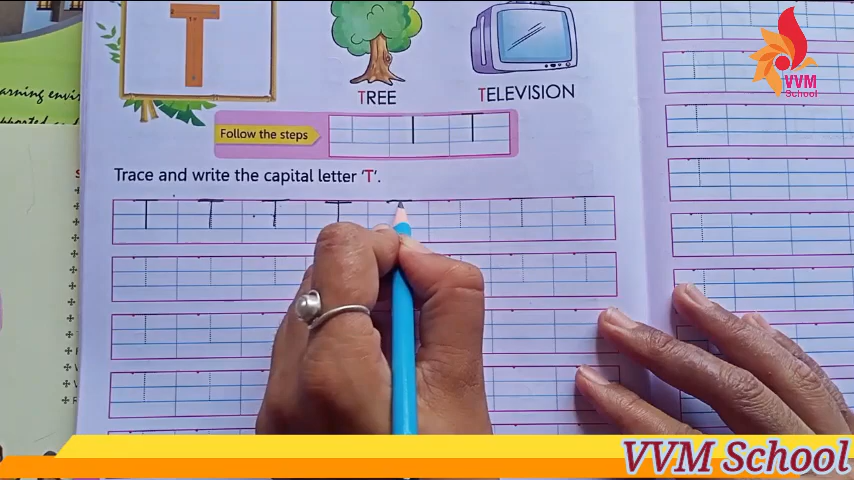 T
TREE
TELEVISION
VVM
School
Follow the steps
T T
Trace and write the capital letter 'T'.
T T T T
VVM School